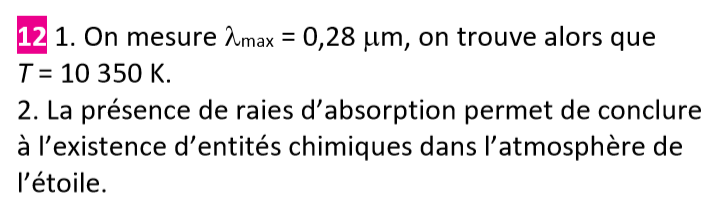 12 1. On mesure λmax = 0,28 μm, on trouve alors que
T = 10 350 K.
2. La présence de raies d’absorption permet de conclure
à l’existence d’entités chimiques dans l’atmosphère de
l’étoile.